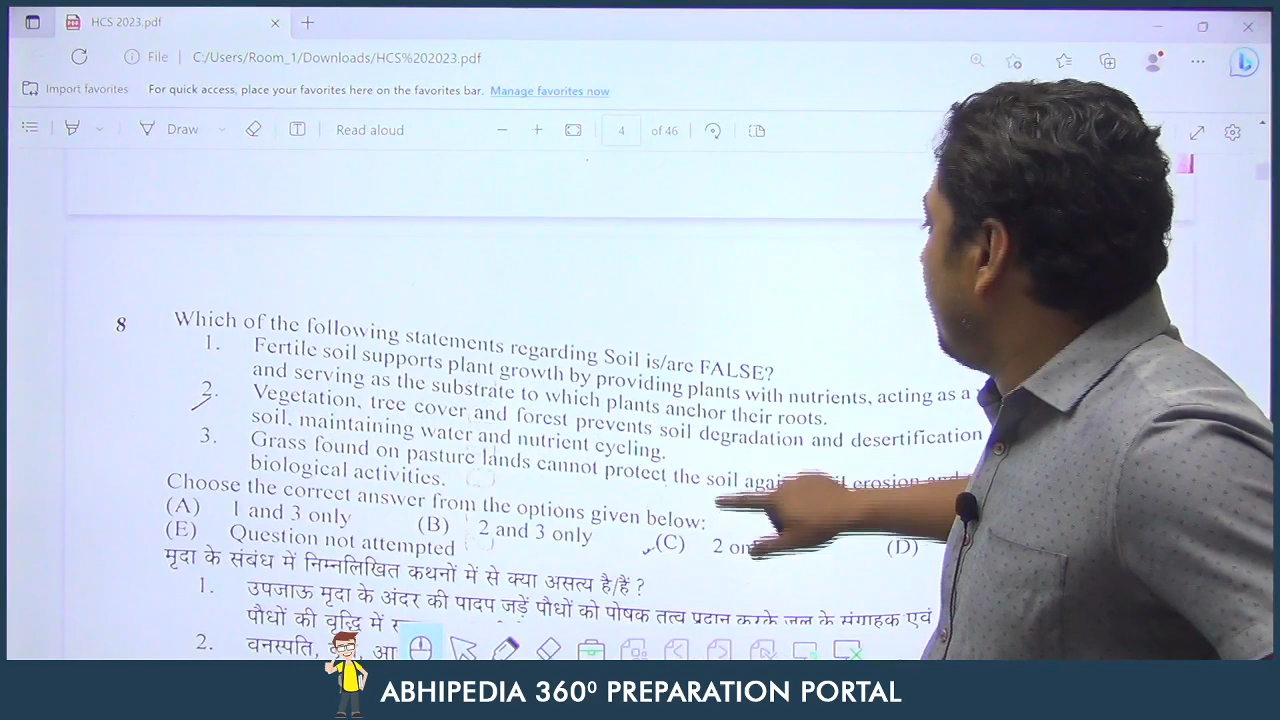 HCS 2023.pdf
File
C:/Users/Room_1/Downloads/HCS%202023.pdf
Import favorites
For quick access, place your favorites here on the favorites bar. Manage favorites now
Draw
Read aloud
4
of 46
8 Which of the following statements regarding Soil is/are FALSE?
1. Fertile soil supports plant growth by providing plants with nutrients, acting as a
and serving as the substrate to which plants anchor their roots.
2. Vegetation, tree cover and forest prevents soil degradation and desertification
soil, maintaining water and nutrient cycling.
3. Grass found on pasture lands cannot protect the soil erosion and
biological activities.
Choose the correct answer from the options given below:
(A) 1 and 3 only (B) 2 and 3 only (C) 2 (D)
(E) Question not attempted
मृदा के संबंध में निम्नलिखित कथनों में से क्या असत्य है/हैं ?
1. उपजाऊ मृदा के अंदर की पादप जड़ें पौधों को पोषक तत्व प्रदान करके जल के संग्राहक एवं
पौधों की वृद्धि में
2. वनस्पति,
ABHIPEDIA 360⁰ PREPARATION PORTAL